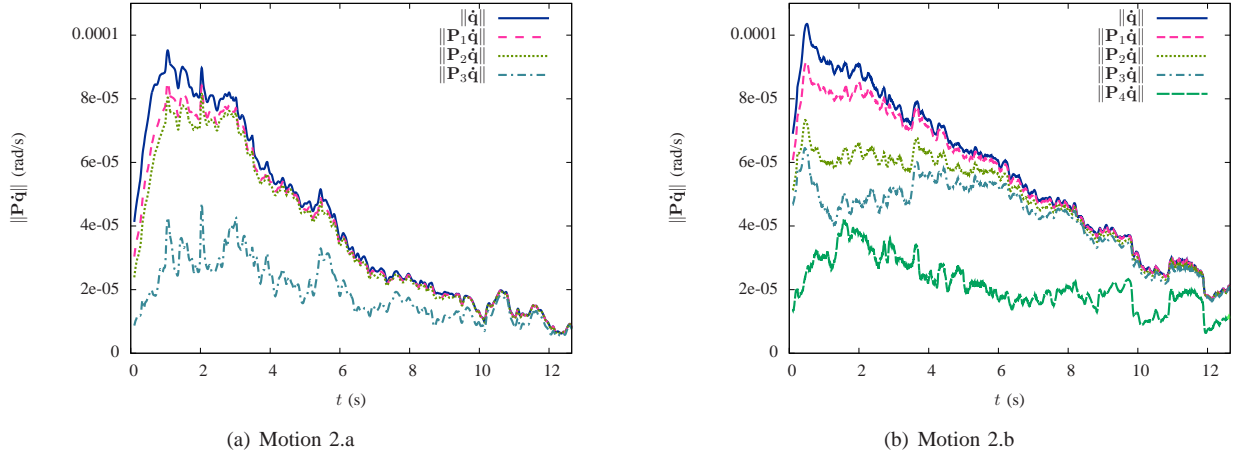 ‖q̇‖
‖P₁q̇‖
‖P₂q̇‖
‖P₃q̇‖
0.0001
8e-05
6e-05
4e-05
2e-05
0
‖Pq̇‖ (rad/s)
0 2 4 6 8 10 12
t (s)
(a) Motion 2.a
‖q̇‖
‖P₁q̇‖
‖P₂q̇‖
‖P₃q̇‖
‖P₄q̇‖
0.0001
8e-05
6e-05
4e-05
2e-05
0
‖Pq̇‖ (rad/s)
0 2 4 6 8 10 12
t (s)
(b) Motion 2.b